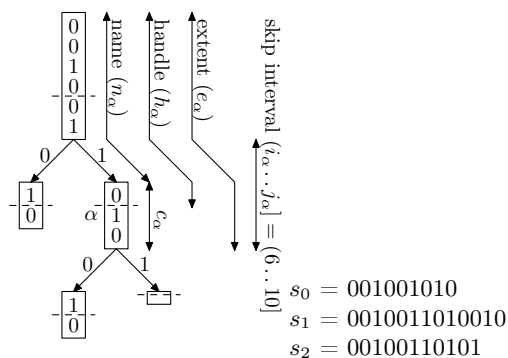 0
0
1
0
0
1
name (n_α)
handle (h_α)
extent (e_α)
skip interval (i_α . . j_α] = (6 . . 10]
0 1
1
0
α
0
1
0
c_α
0 1
1
0
s_0 = 001001010
s_1 = 0010011010010
s_2 = 00100110101